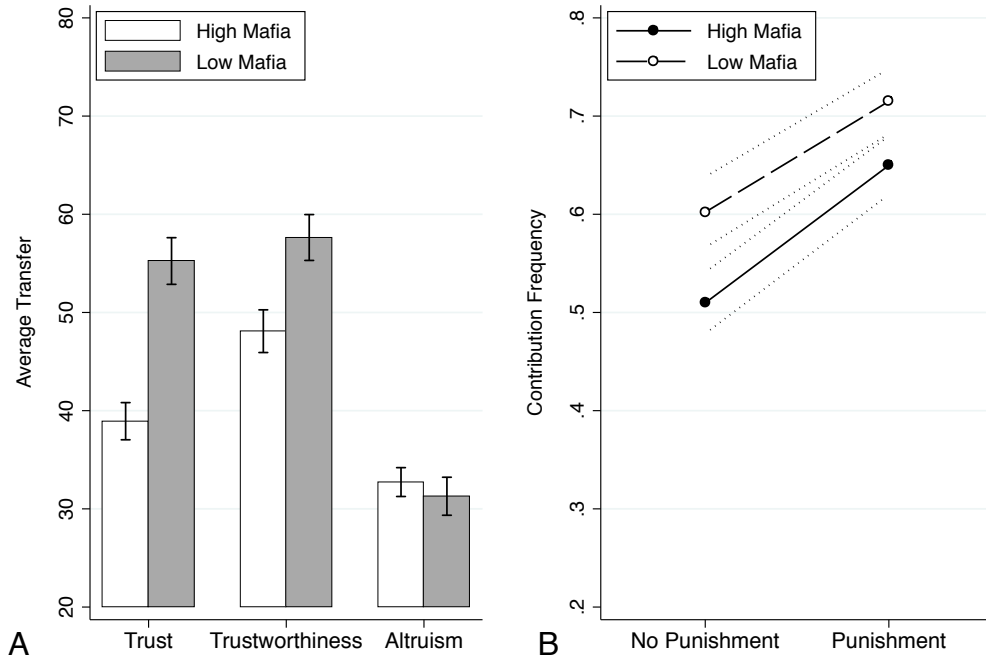 High Mafia
Low Mafia
Average Transfer
80
70
60
50
40
30
20
Trust
Trustworthiness
Altruism
A
High Mafia
Low Mafia
Contribution Frequency
.8
.7
.6
.5
.4
.3
.2
No Punishment
Punishment
B